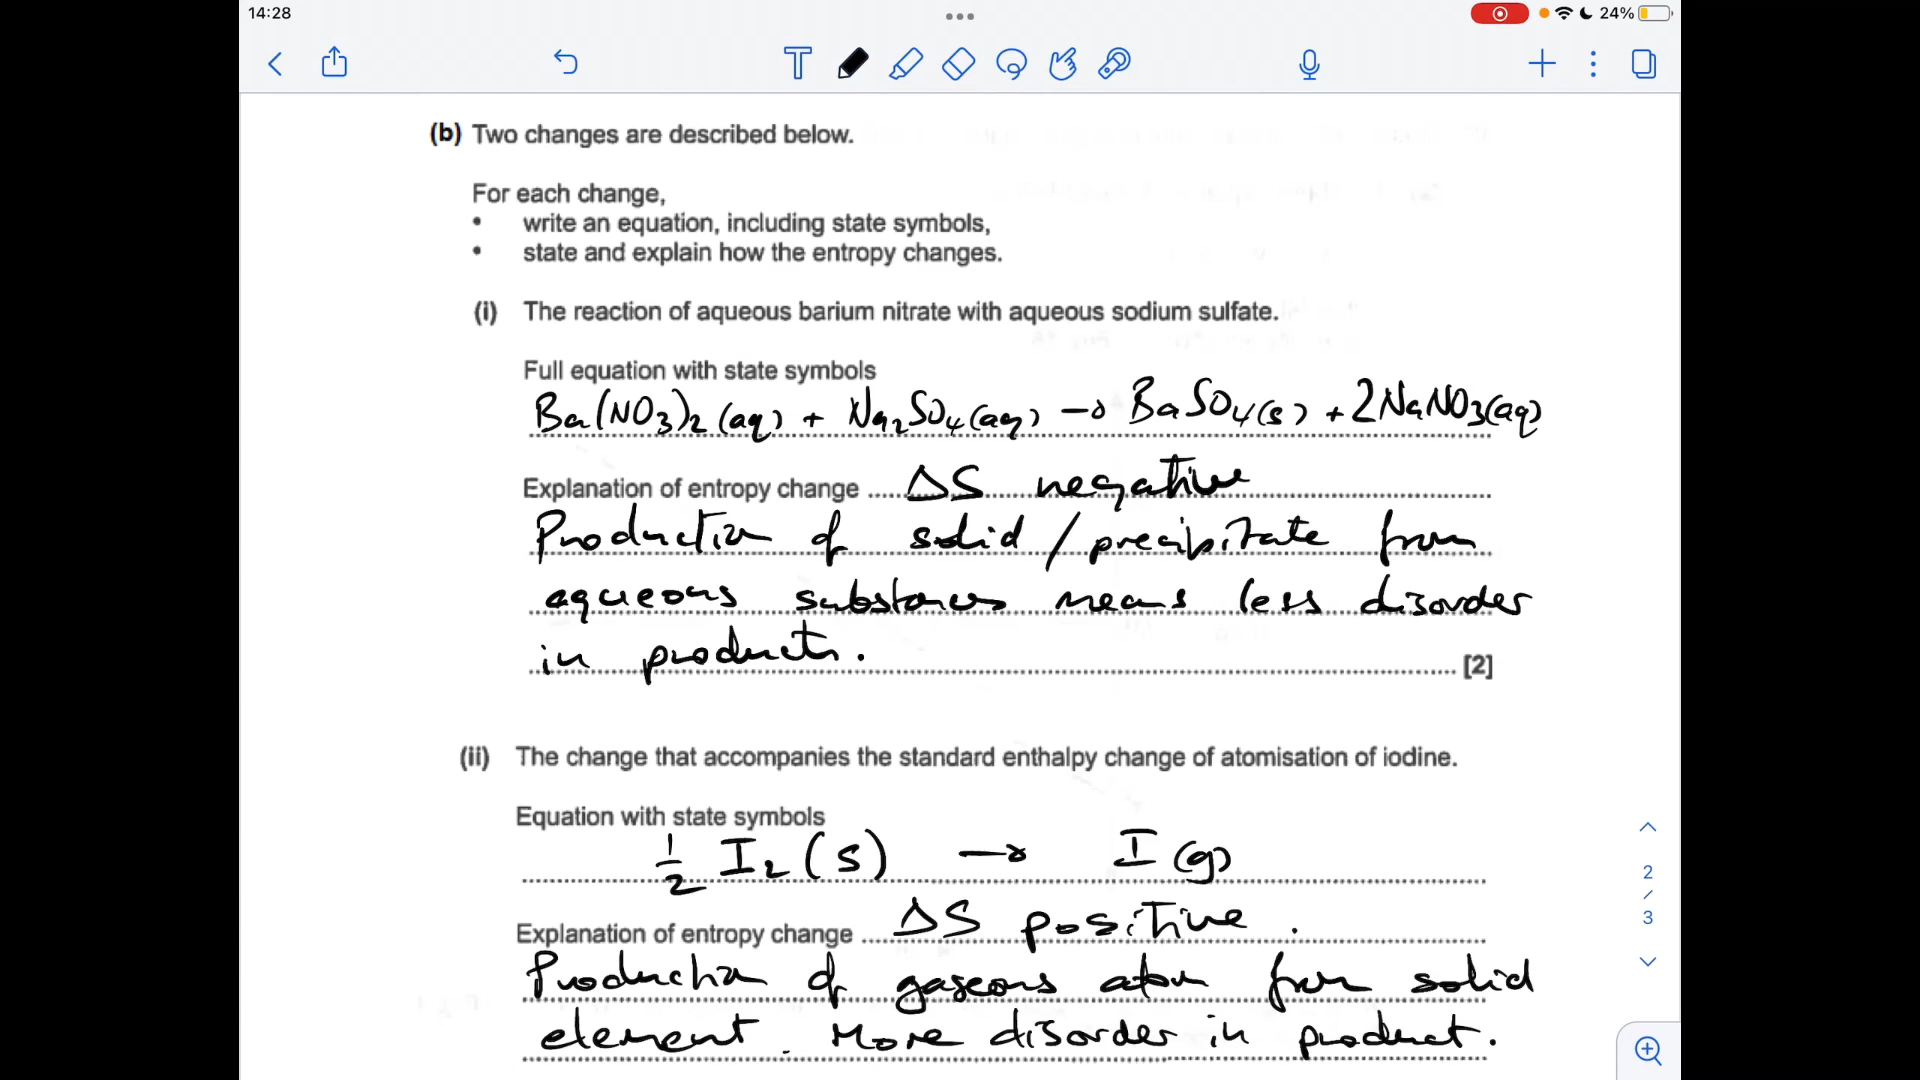 14:28
24%
(b) Two changes are described below.
For each change,
• write an equation, including state symbols,
• state and explain how the entropy changes.
(i) The reaction of aqueous barium nitrate with aqueous sodium sulfate.
Full equation with state symbols
Ba(NO3)2 (aq) + Na2SO4 (aq) → BaSO4(s) + 2NaNO3(aq)
Explanation of entropy change ΔS negative
Production of solid / precipitate from
aqueous substances means less disorder
in products.
[2]
(ii) The change that accompanies the standard enthalpy change of atomisation of iodine.
Equation with state symbols
1/2 I2 (s) → I (g)
Explanation of entropy change ΔS positive.
Production of gaseous atom from solid
element. More disorder in product.
2
/
3